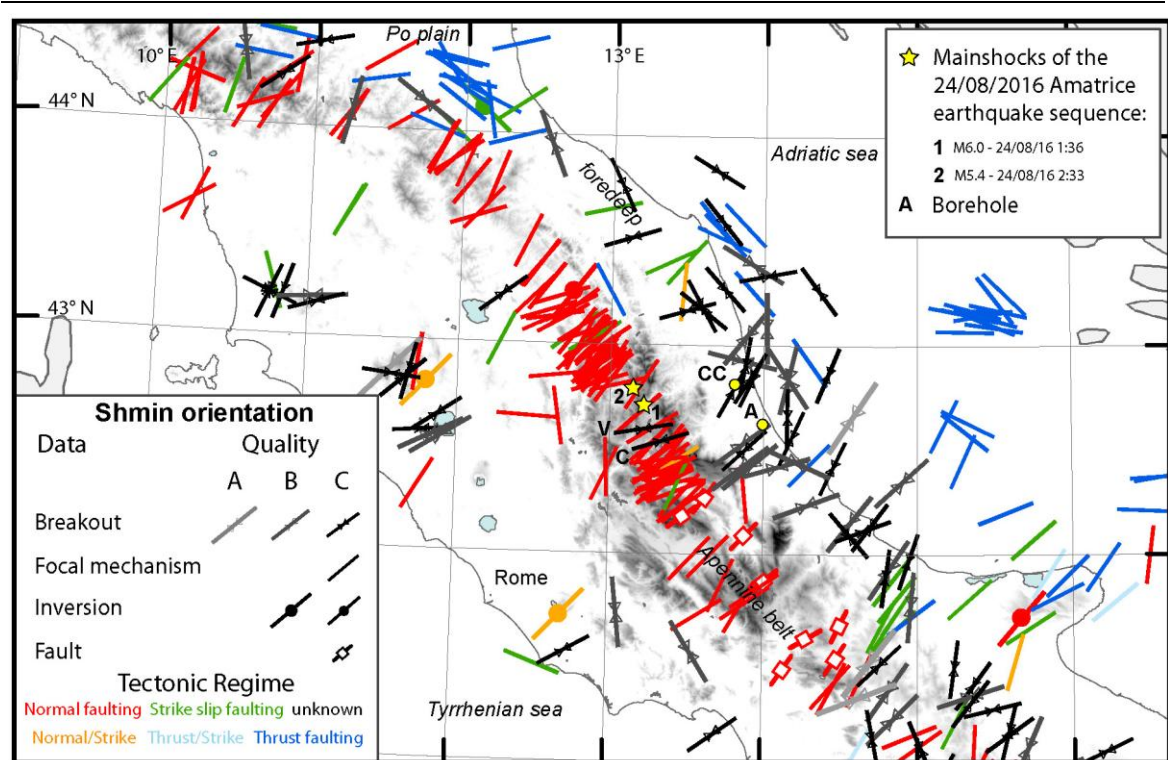 Po plain
10° E
13° E
44° N
Adriatic sea
foredeep
43° N
CC
A
2
1
V
C
Rome
Apennine belt
Tyrrhenian sea
Mainshocks of the
24/08/2016 Amatrice
earthquake sequence:
1 M6.0 - 24/08/16 1:36
2 M5.4 - 24/08/16 2:33
A Borehole
Shmin orientation
Data Quality
A B C
Breakout
Focal mechanism
Inversion
Fault
Tectonic Regime
Normal faulting Strike slip faulting unknown
Normal/Strike Thrust/Strike Thrust faulting